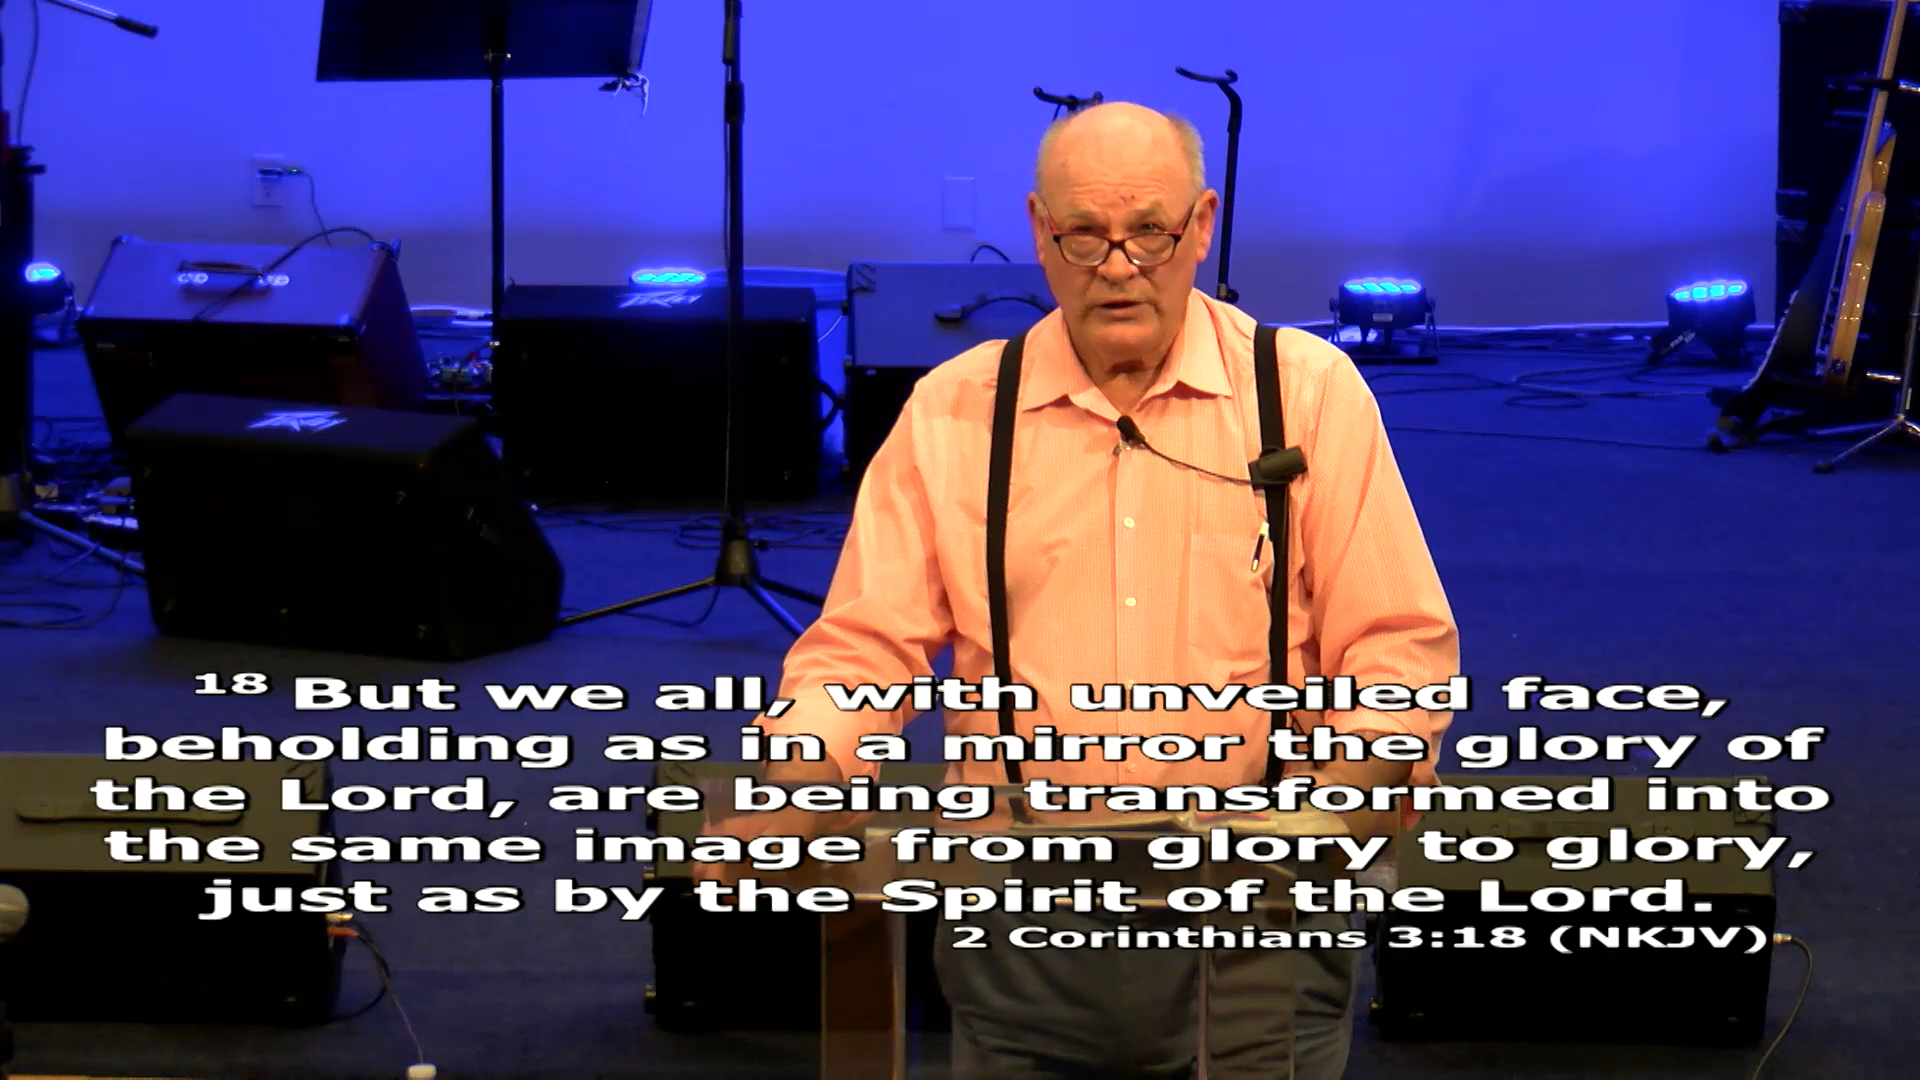 18 But we all, with unveiled face,
beholding as in a mirror the glory of
the Lord, are being transformed into
the same image from glory to glory,
just as by the Spirit of the Lord.
2 Corinthians 3:18 (NKJV)